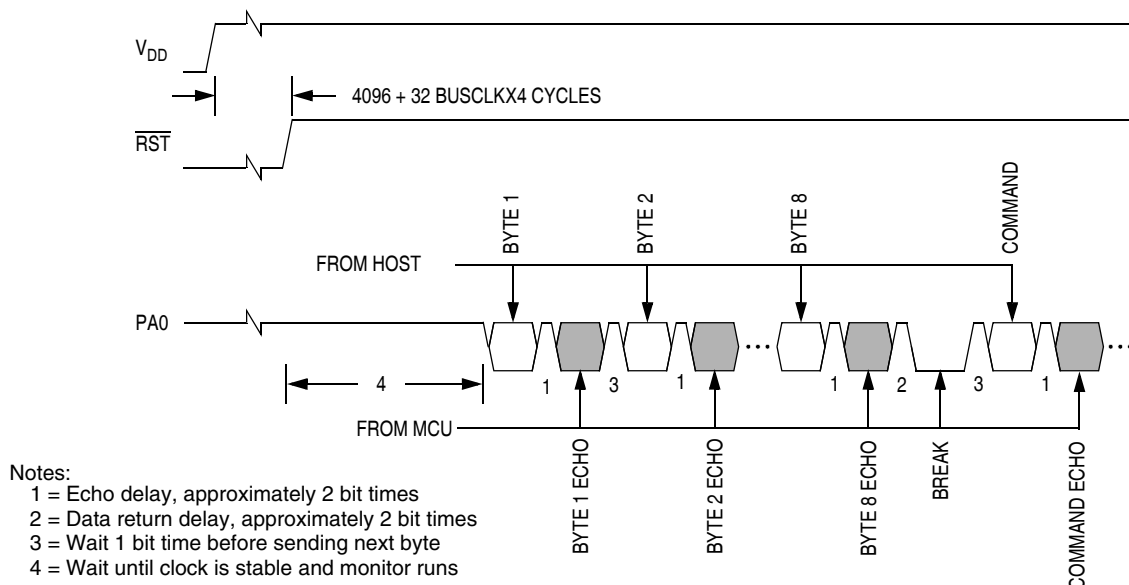 VDD
4096 + 32 BUSCLKX4 CYCLES
RST
BYTE 1
BYTE 2
BYTE 8
COMMAND
FROM HOST
PA0
4
1
3
1
1
2
3
1
FROM MCU
BYTE 1 ECHO
BYTE 2 ECHO
BYTE 8 ECHO
BREAK
COMMAND ECHO
Notes:
1 = Echo delay, approximately 2 bit times
2 = Data return delay, approximately 2 bit times
3 = Wait 1 bit time before sending next byte
4 = Wait until clock is stable and monitor runs